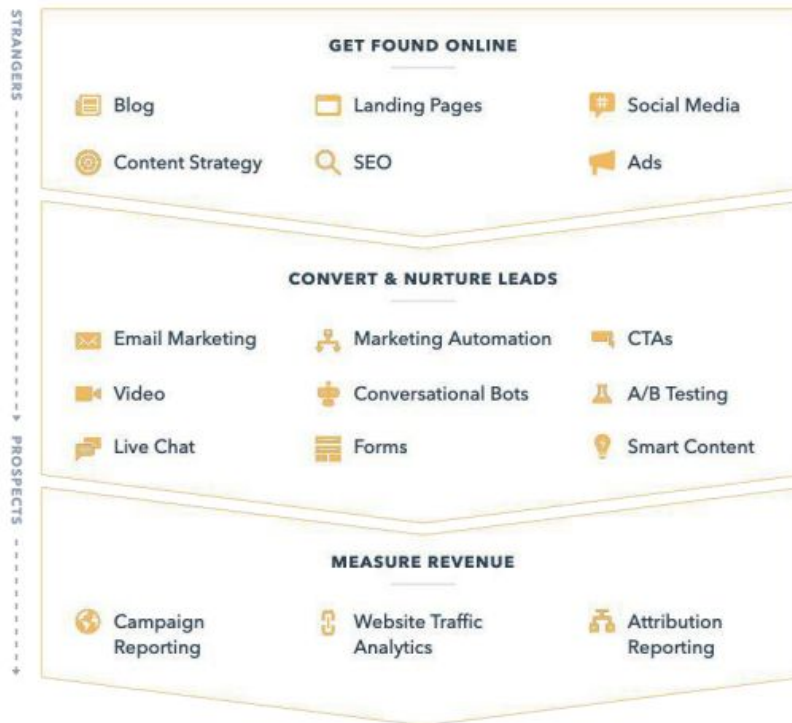 STRANGERS
GET FOUND ONLINE
Blog
Landing Pages
Social Media
Content Strategy
SEO
Ads
CONVERT & NURTURE LEADS
Email Marketing
Marketing Automation
CTAs
Video
Conversational Bots
A/B Testing
Live Chat
Forms
Smart Content
PROSPECTS
MEASURE REVENUE
Campaign
Reporting
Website Traffic
Analytics
Attribution
Reporting